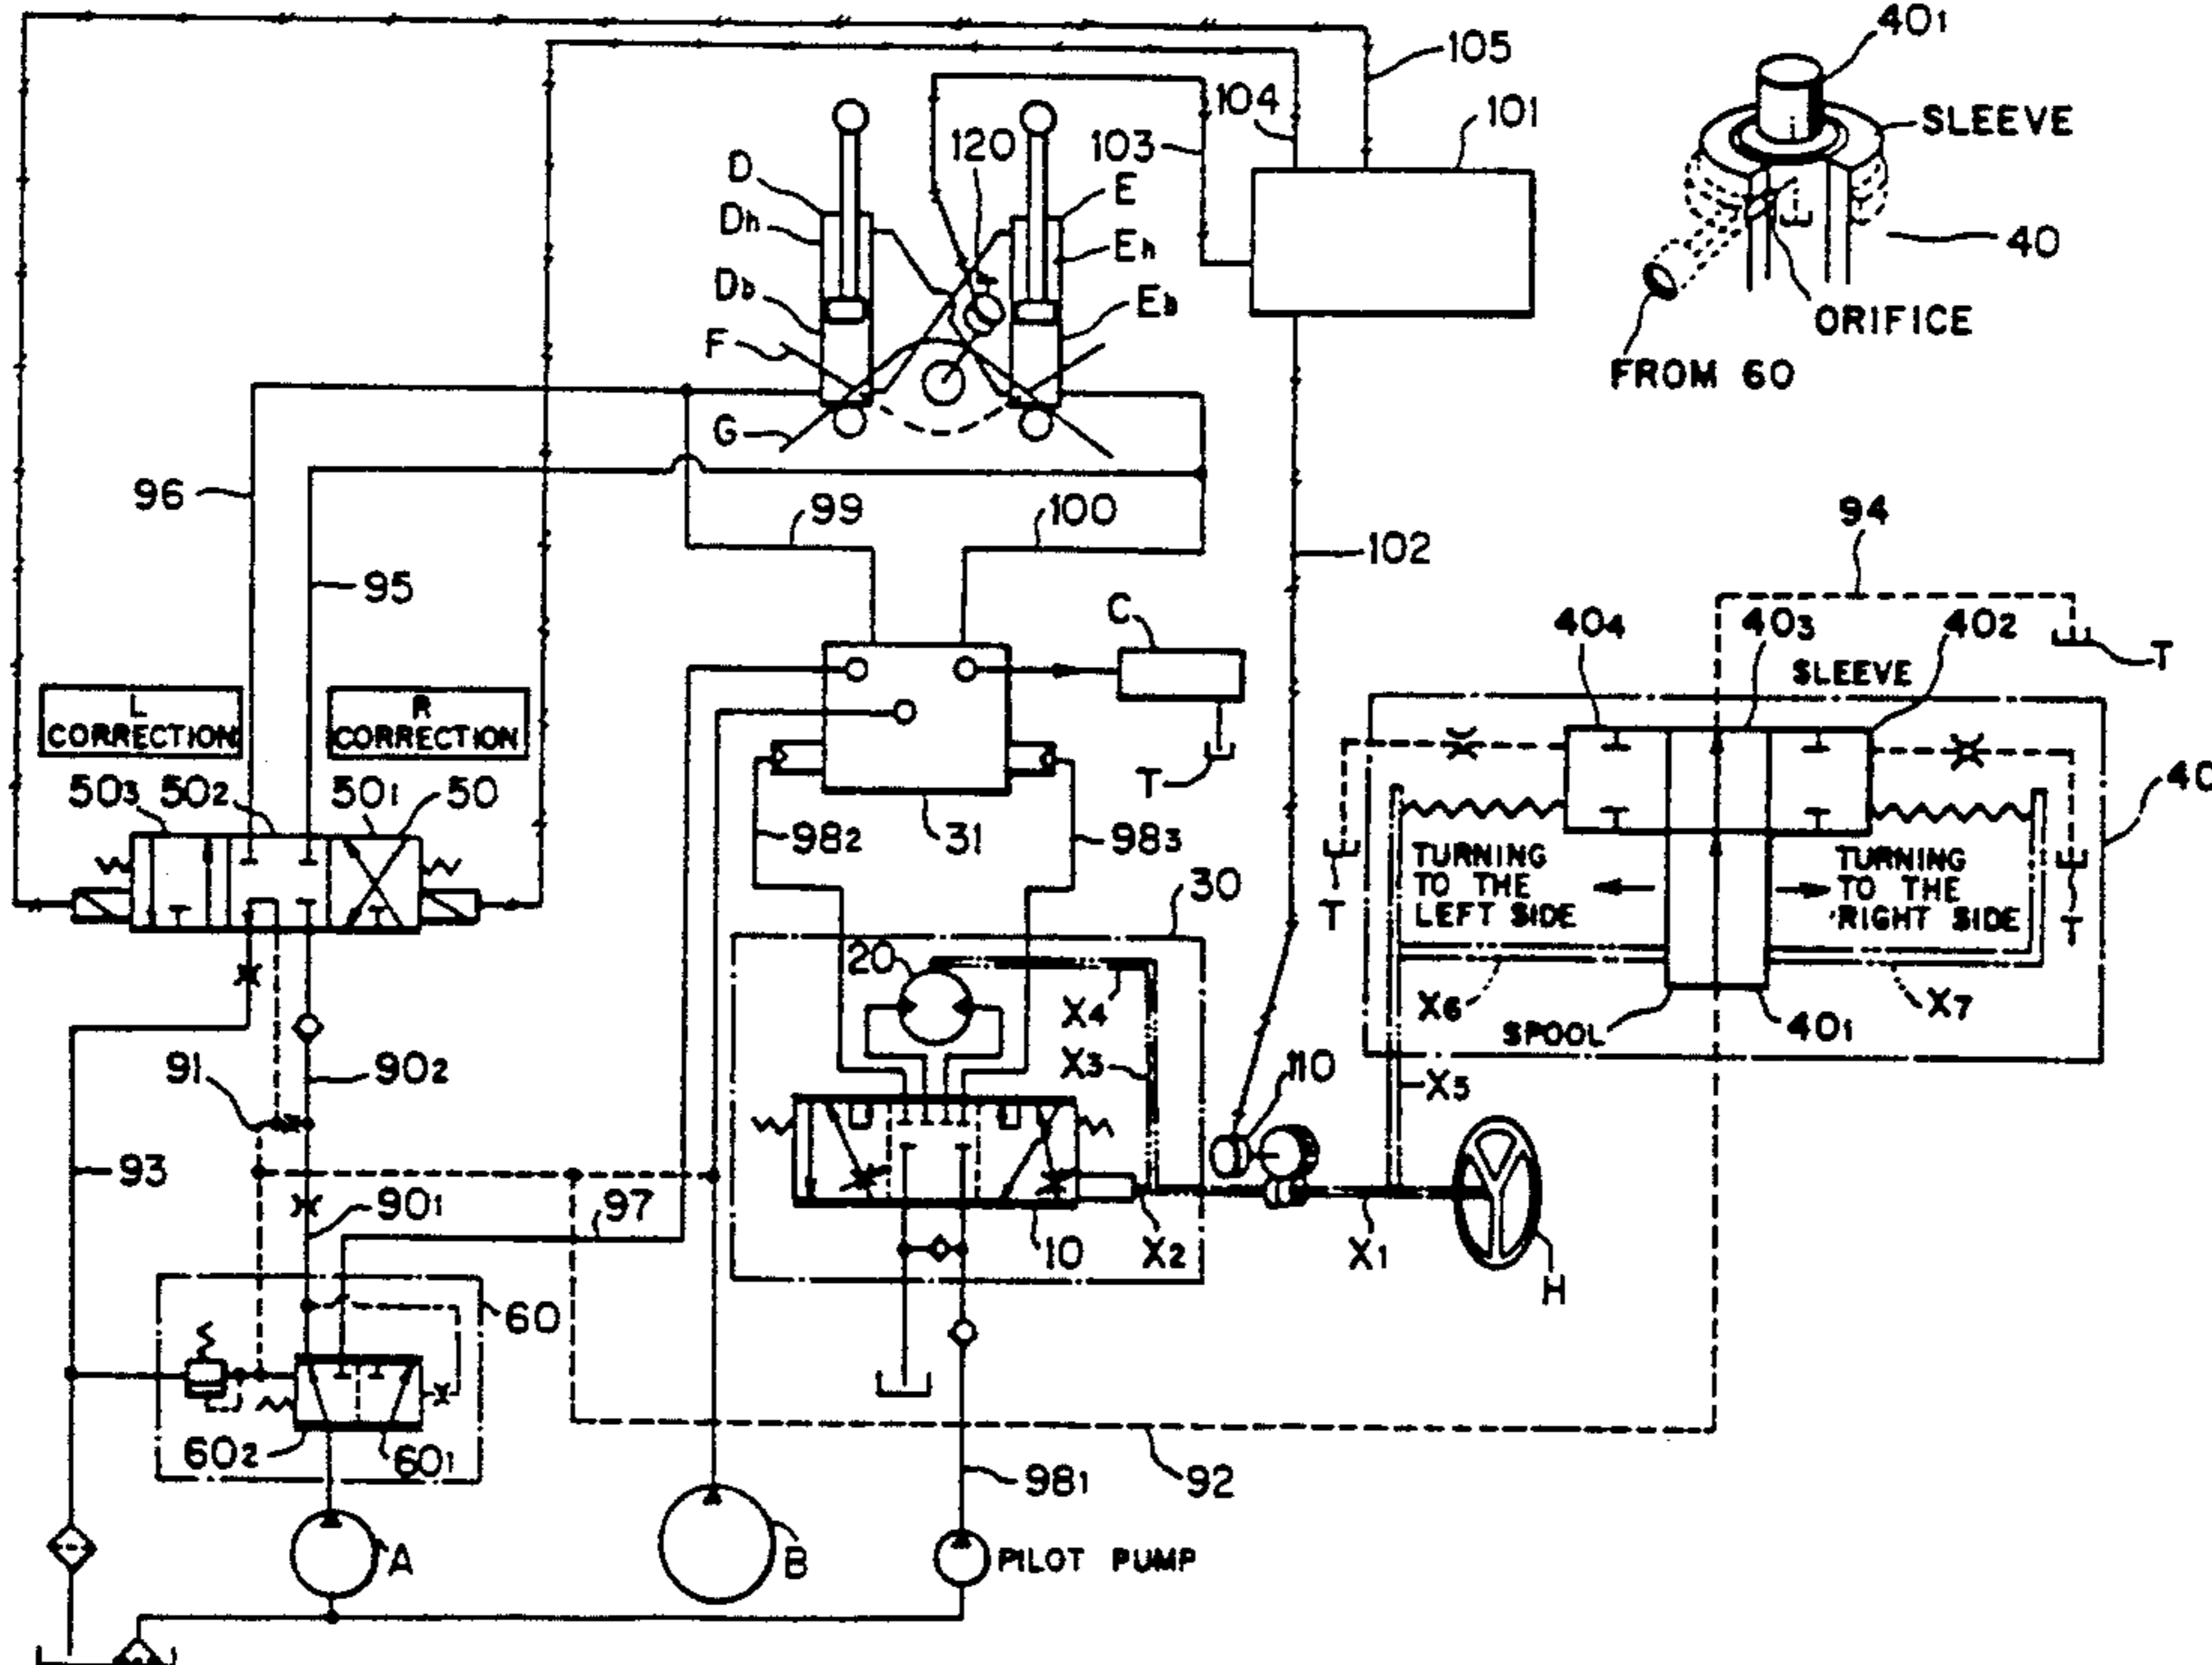 40₁
105
104
101
SLEEVE
120
103
D
E
Dh
Eh
40
Db
Eb
ORIFICE
F
FROM 60
G
96
99
100
94
102
95
C
40₄
40₃
40₂
T
SLEEVE
L
CORRECTION
R
CORRECTION
T
40
50₃
50₂
50₁
50
31
98₂
98₃
TURNING
TO THE
LEFT SIDE
TURNING
TO THE
RIGHT SIDE
30
T
T
20
X4
X6
X7
SPOOL
40₁
91
90₂
X3
110
X5
93
90₁
97
10
X2
X1
H
60
60₂
60₁
98₁
92
A
B
PILOT PUMP